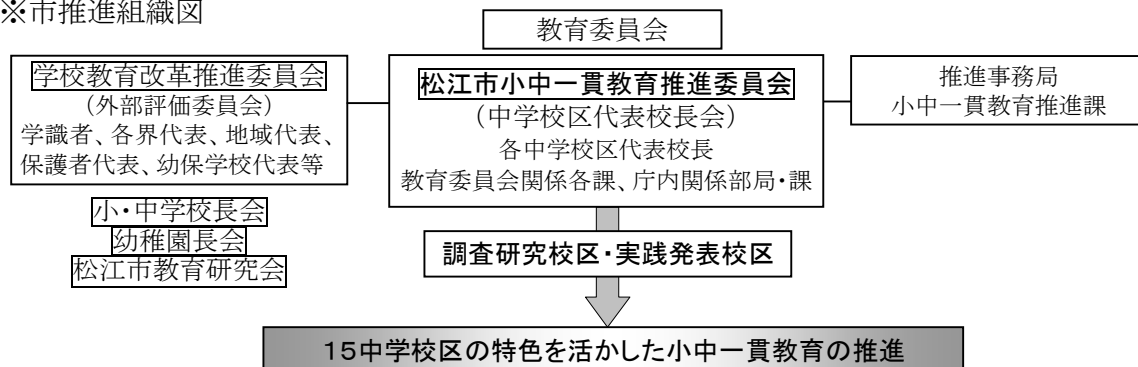 ※市推進組織図
教育委員会
学校教育改革推進委員会
(外部評価委員会)
学識者、各界代表、地域代表、
保護者代表、幼保学校代表等
松江市小中一貫教育推進委員会
(中学校区代表校長会)
各中学校区代表校長
教育委員会関係各課、庁内関係部局・課
推進事務局
小中一貫教育推進課
小・中学校長会
幼稚園長会
松江市教育研究会
調査研究校区・実践発表校区
15中学校区の特色を活かした小中一貫教育の推進